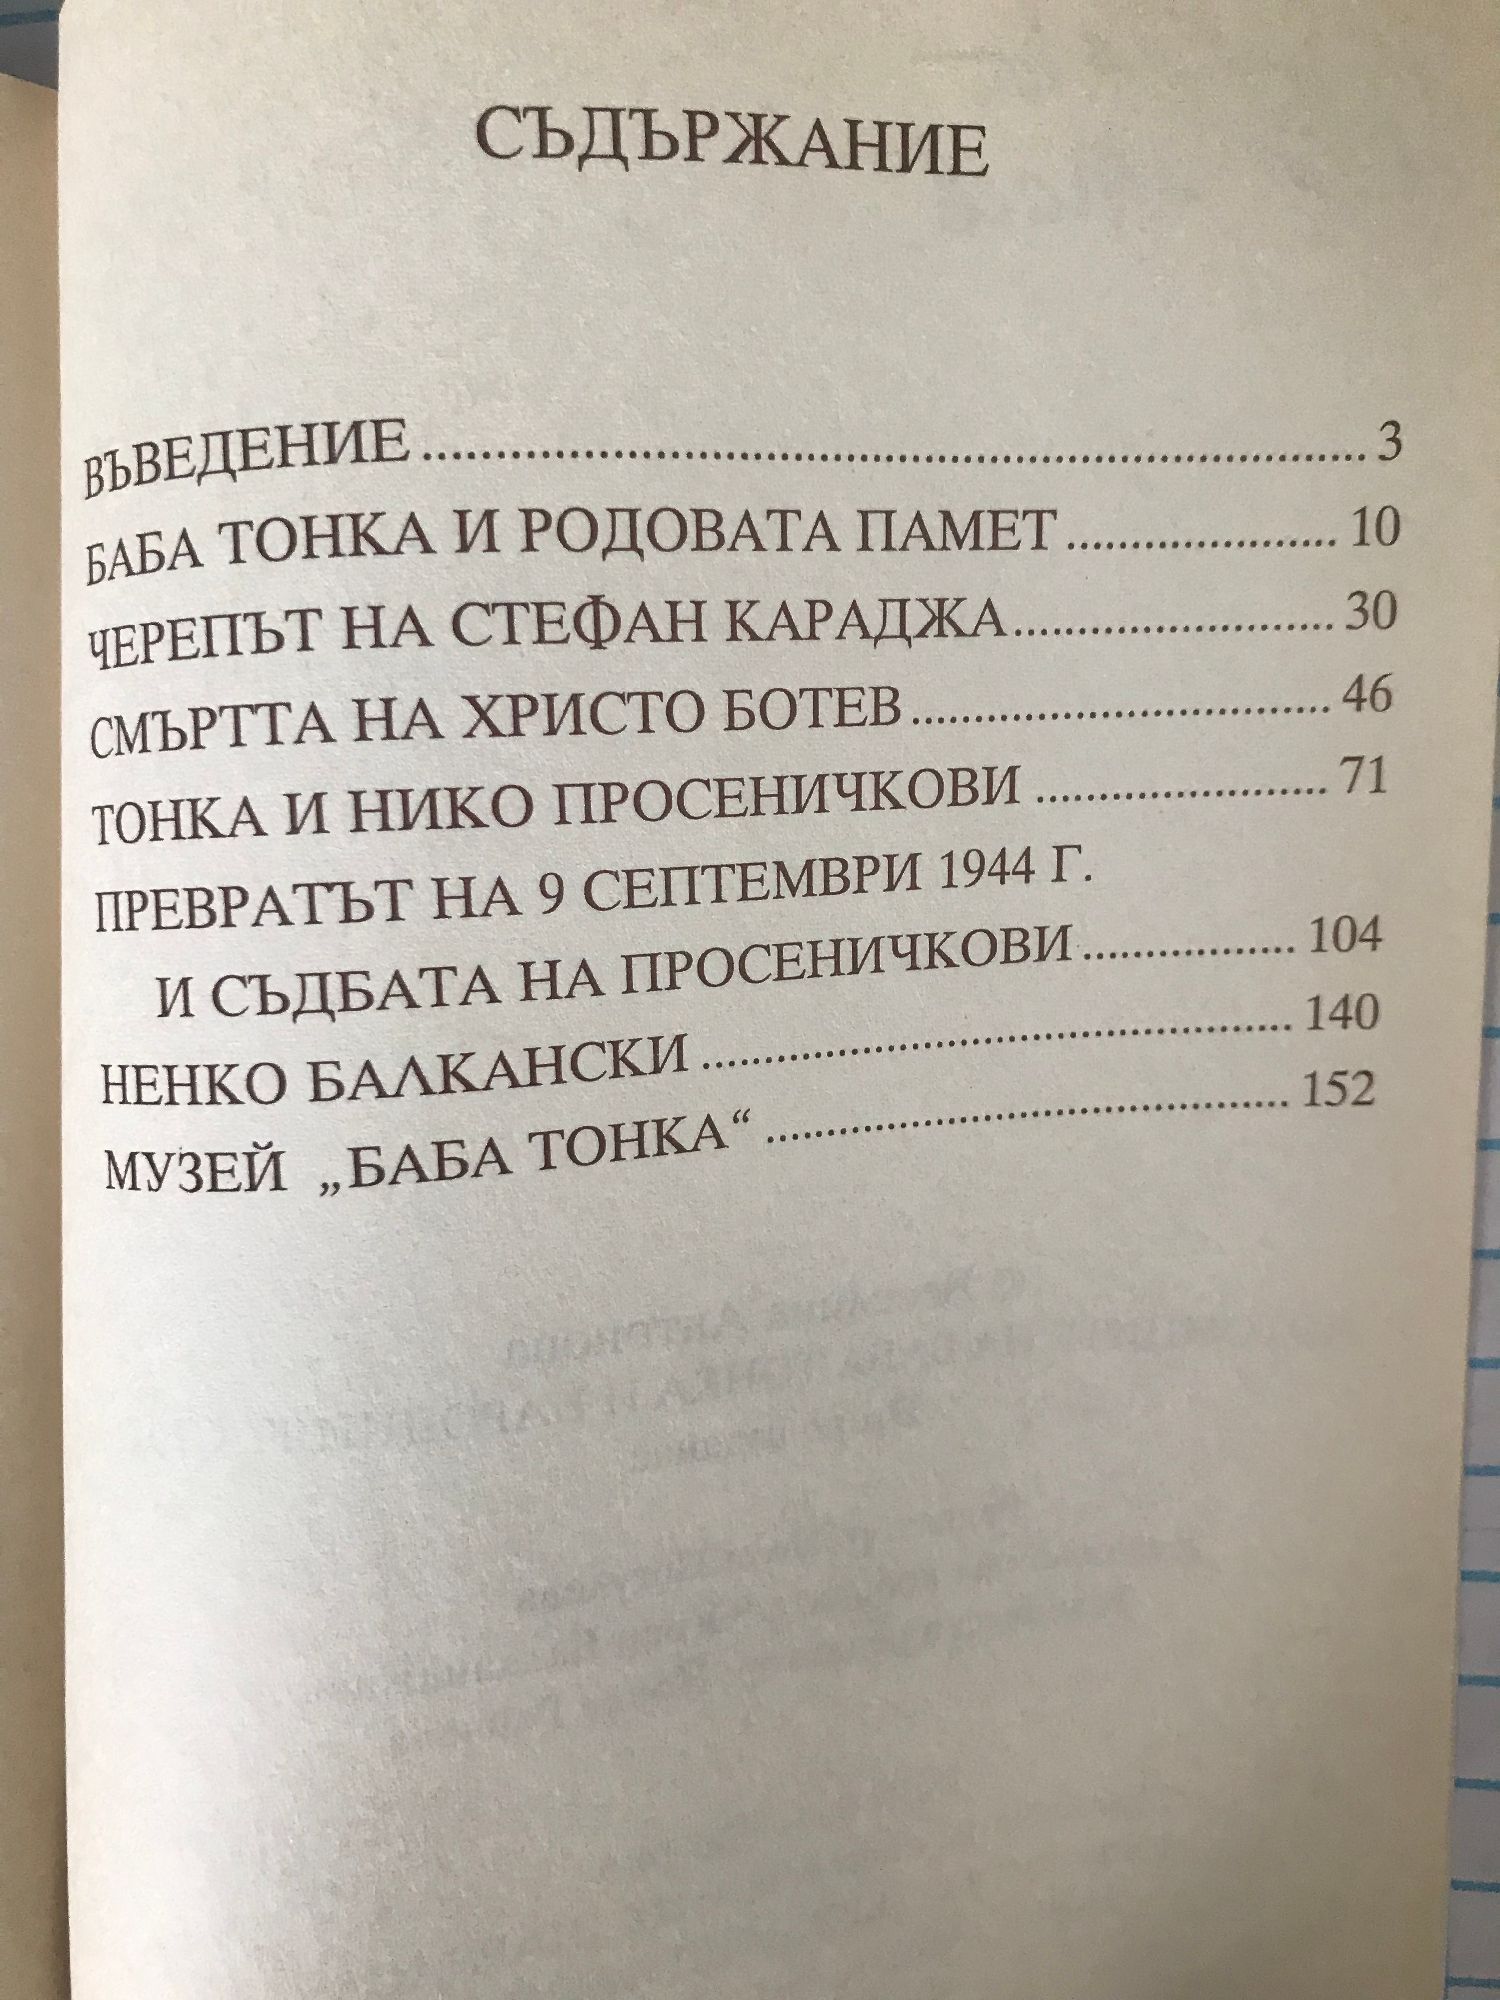 СЪДЪРЖАНИЕ
ВЪВЕДЕНИЕ ........................................................................ 3
БАБА ТОНКА И РОДОВАТА ПАМЕТ ..................... 10
ЧЕРЕПЪТ НА СТЕФАН КАРАДЖА ......................... 30
СМЪРТТА НА ХРИСТО БОТЕВ ................................. 46
ТОНКА И НИКО ПРОСЕНИЧКОВИ ....................... 71
ПРЕВРАТЪТ НА 9 СЕПТЕМВРИ 1944 Г.
И СЪДБАТА НА ПРОСЕНИЧКОВИ ................. 104
НЕНКО БАЛКАНСКИ ................................................ 140
МУЗЕЙ „БАБА ТОНКА“ ........................................... 152